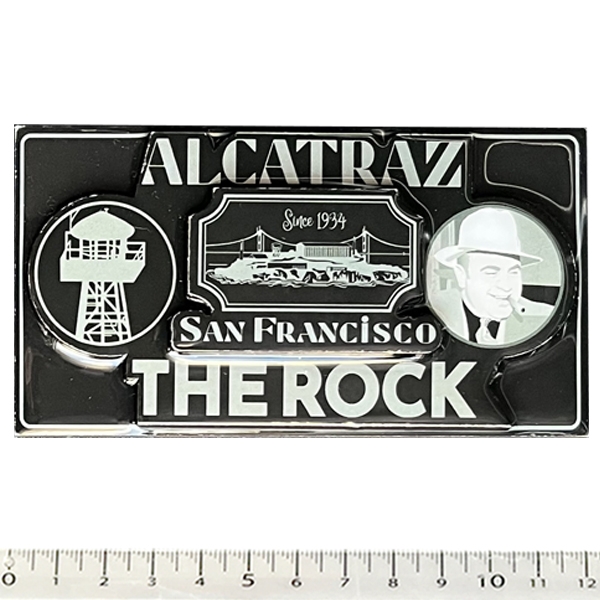 ALCATRAZ
Since 1934
SAN FRANCISCO
THE ROCK
0 1 2 3 4 5 6 7 8 9 10 11 12